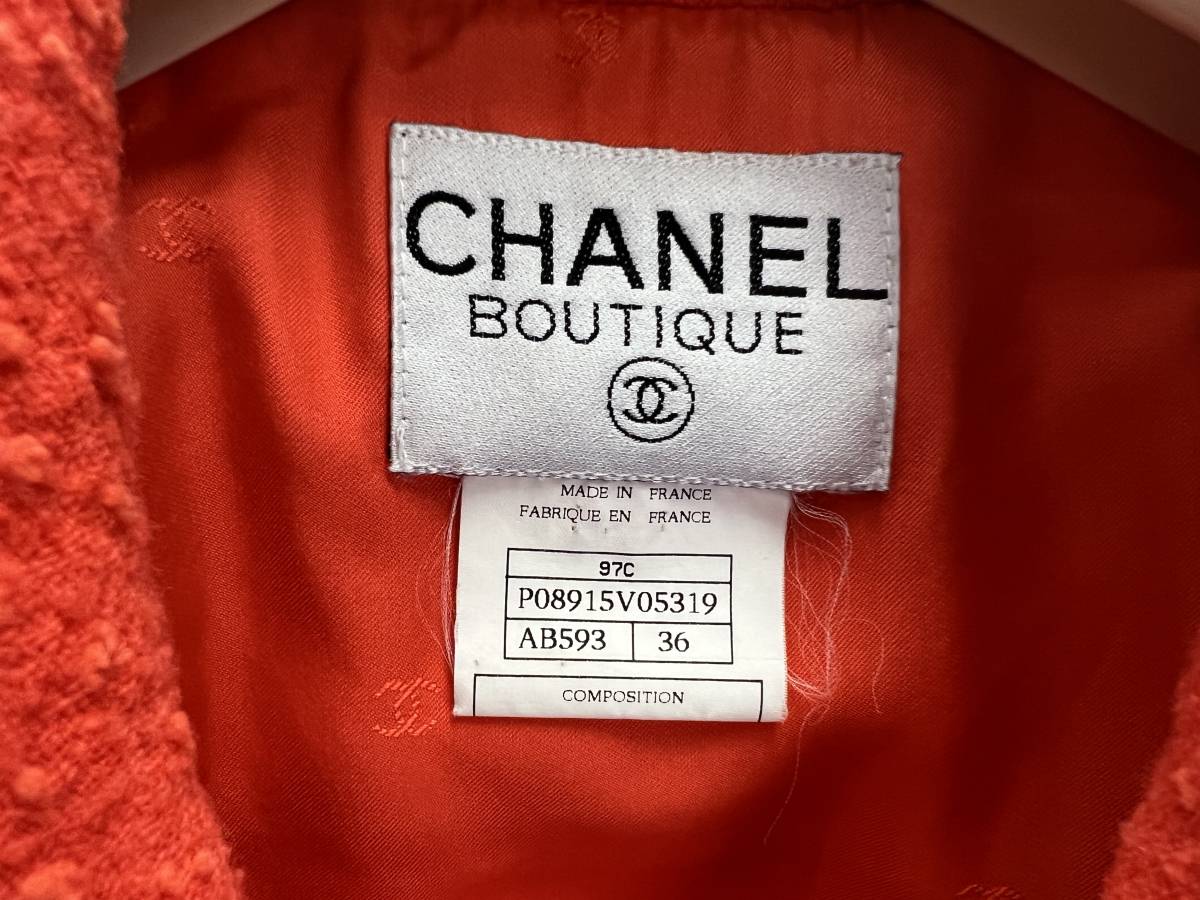 CHANEL
BOUTIQUE
MADE IN FRANCE
FABRIQUE EN FRANCE
97C
P08915V05319
AB593 36
COMPOSITION